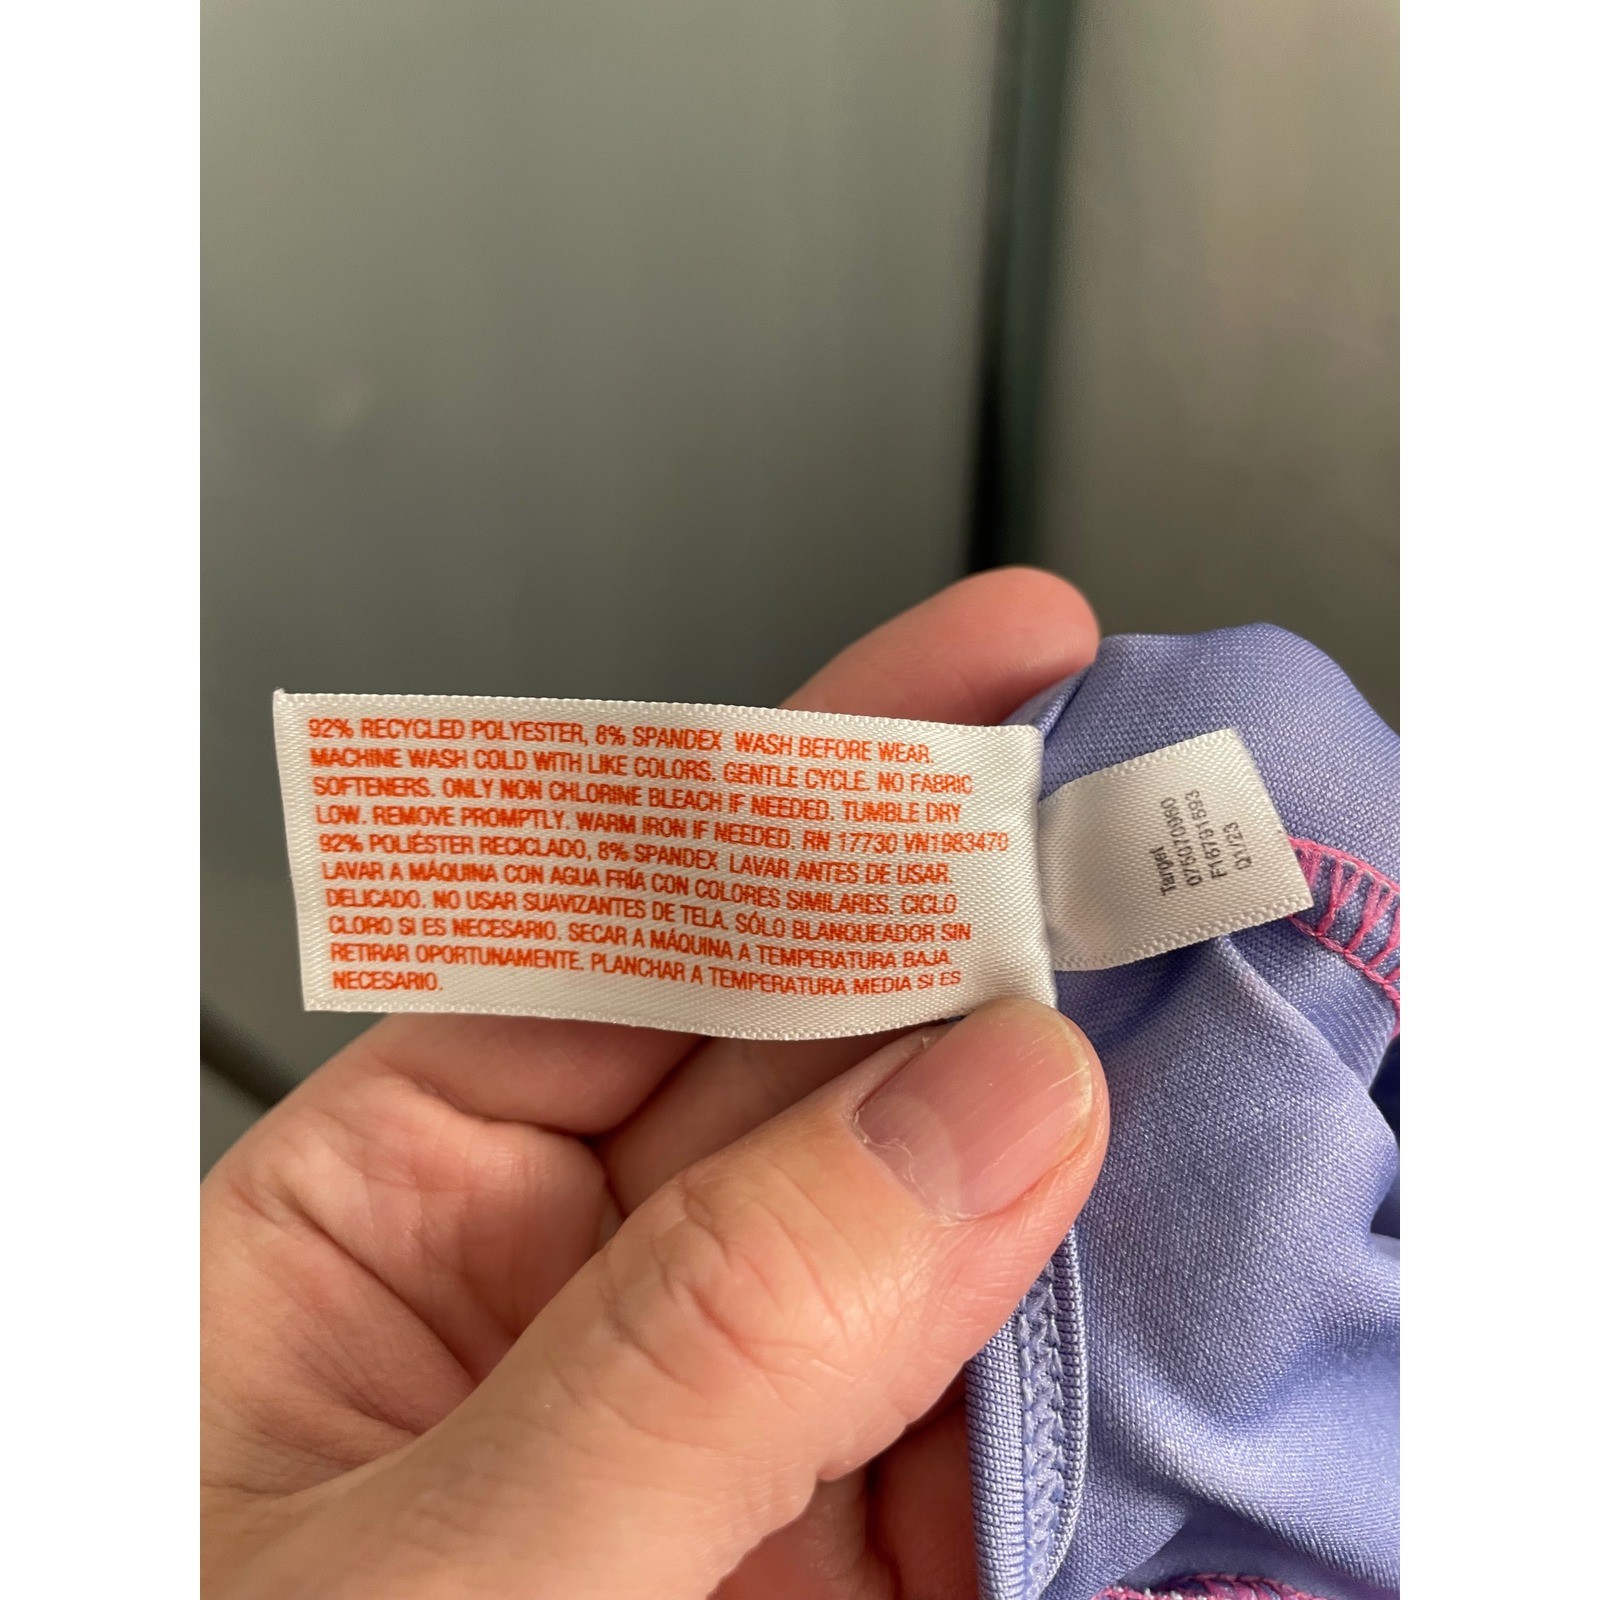 92% RECYCLED POLYESTER, 8% SPANDEX WASH BEFORE WEAR.
MACHINE WASH COLD WITH LIKE COLORS. GENTLE CYCLE. NO FABRIC
SOFTENERS. ONLY NON CHLORINE BLEACH IF NEEDED. TUMBLE DRY
LOW. REMOVE PROMPTLY. WARM IRON IF NEEDED. RN 17730 VN1983470
92% POLIÉSTER RECICLADO, 8% SPANDEX LAVAR ANTES DE USAR.
LAVAR A MÁQUINA CON AGUA FRÍA CON COLORES SIMILARES. CICLO
DELICADO. NO USAR SUAVIZANTES DE TELA. SÓLO BLANQUEADOR SIN
CLORO SI ES NECESARIO. SECAR A MÁQUINA A TEMPERATURA BAJA.
RETIRAR OPORTUNAMENTE. PLANCHAR A TEMPERATURA MEDIA SI ES
NECESARIO.
Target
075070960
F16791593
Q1/23